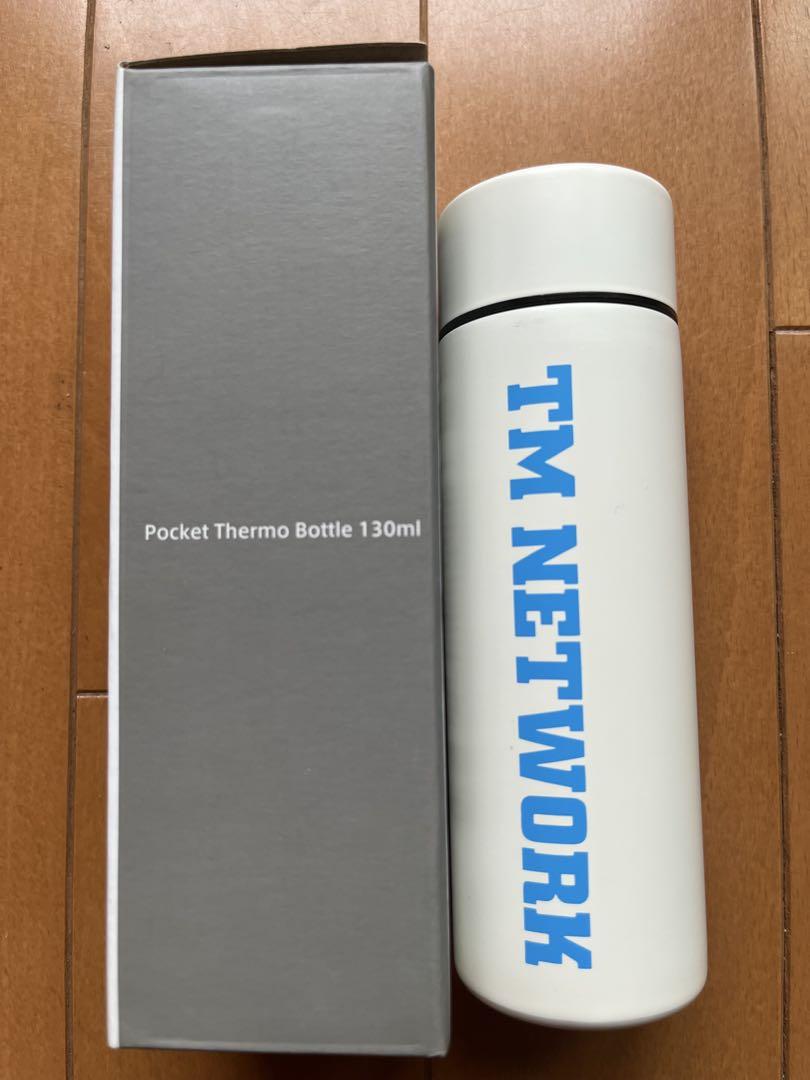 Pocket Thermo Bottle 130ml
TM NETWORK